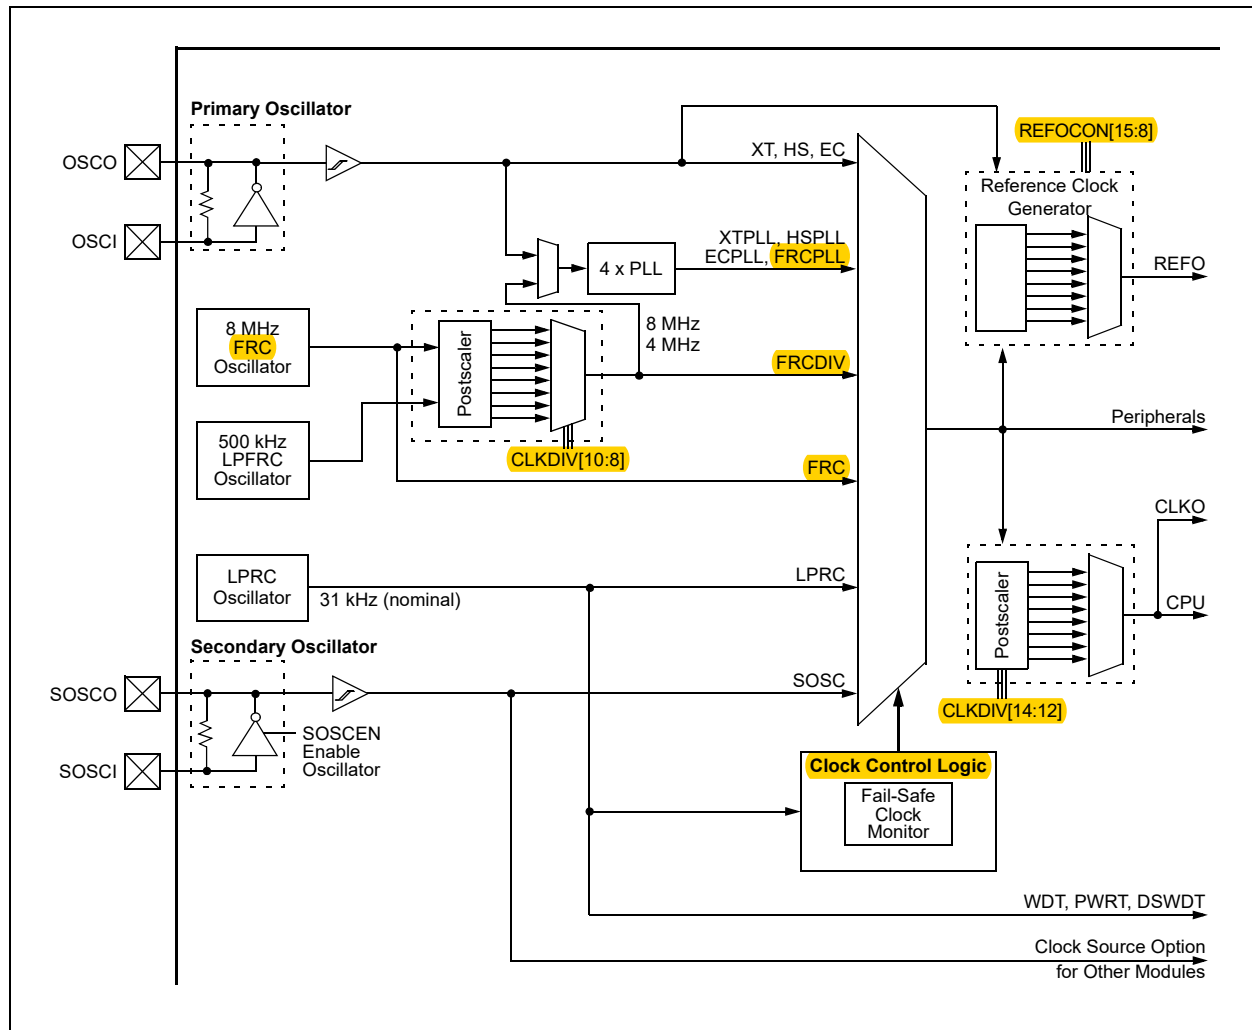 Primary Oscillator
OSCO
OSCI
XT, HS, EC
REFOCON[15:8]
Reference Clock
Generator
REFO
XTPLL, HSPLL
ECPLL, FRCPLL
4 x PLL
8 MHz
FRC
Oscillator
Postscaler
8 MHz
4 MHz
FRCDIV
Peripherals
500 kHz
LPFRC
Oscillator
CLKDIV[10:8]
FRC
CLKO
LPRC
Oscillator
31 kHz (nominal)
LPRC
Postscaler
CPU
Secondary Oscillator
SOSCO
SOSCI
SOSCEN
Enable
Oscillator
SOSC
CLKDIV[14:12]
Clock Control Logic
Fail-Safe
Clock
Monitor
WDT, PWRT, DSWDT
Clock Source Option
for Other Modules